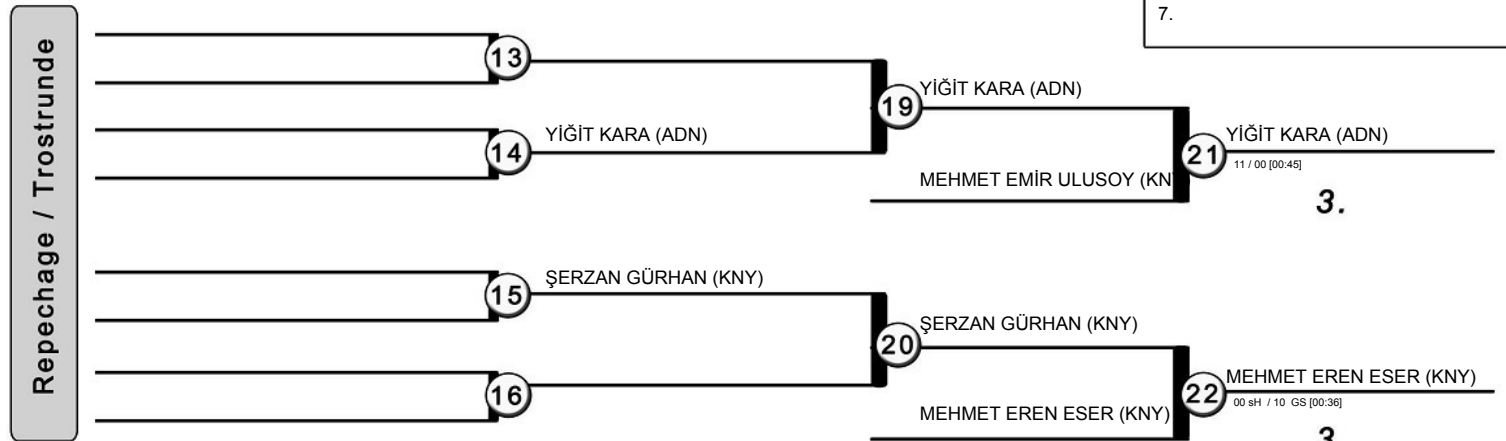 7.
Repechage / Trostrunde
13
YİĞİT KARA (ADN)
19
YİĞİT KARA (ADN)
14
YİĞİT KARA (ADN)
21
11 / 00 [00:45]
MEHMET EMİR ULUSOY (KN
3.
ŞERZAN GÜRHAN (KNY)
15
ŞERZAN GÜRHAN (KNY)
20
MEHMET EREN ESER (KNY)
16
22
00 sH / 10 GS [00:36]
MEHMET EREN ESER (KNY)
3